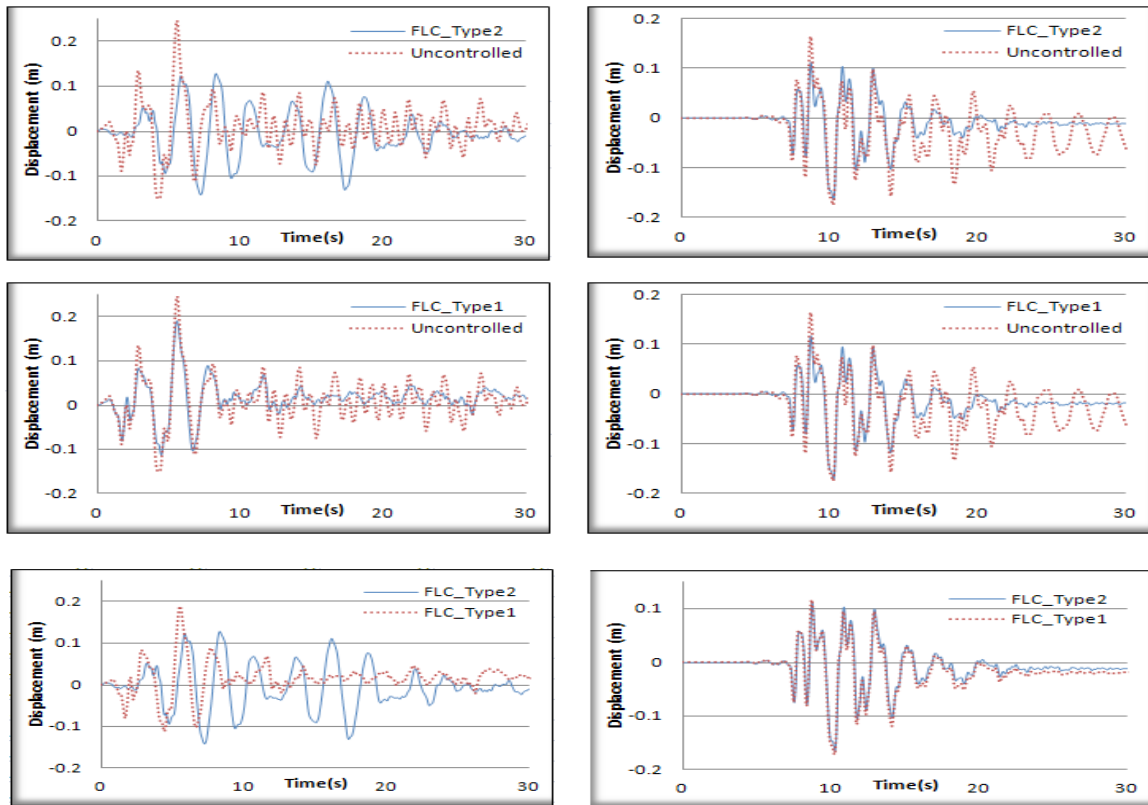 FLC_Type2
Uncontrolled
Displacement (m)
0.2
0.1
0
-0.1
-0.2
0
10
20
30
Time(s)
FLC_Type2
Uncontrolled
Displacement (m)
0.2
0.1
0
-0.1
-0.2
0
10
20
30
Time(s)
FLC_Type1
Uncontrolled
Displacement (m)
0.2
0.1
0
-0.1
-0.2
0
10
20
30
Time(s)
FLC_Type1
Uncontrolled
Displacement (m)
0.2
0.1
0
-0.1
-0.2
0
10
20
30
Time(s)
FLC_Type2
FLC_Type1
Displacement (m)
0.2
0.1
0
-0.1
-0.2
0
10
20
30
Time(s)
FLC_Type2
FLC_Type1
Displacement (m)
0.1
0
-0.1
-0.2
0
10
20
30
Time(s)